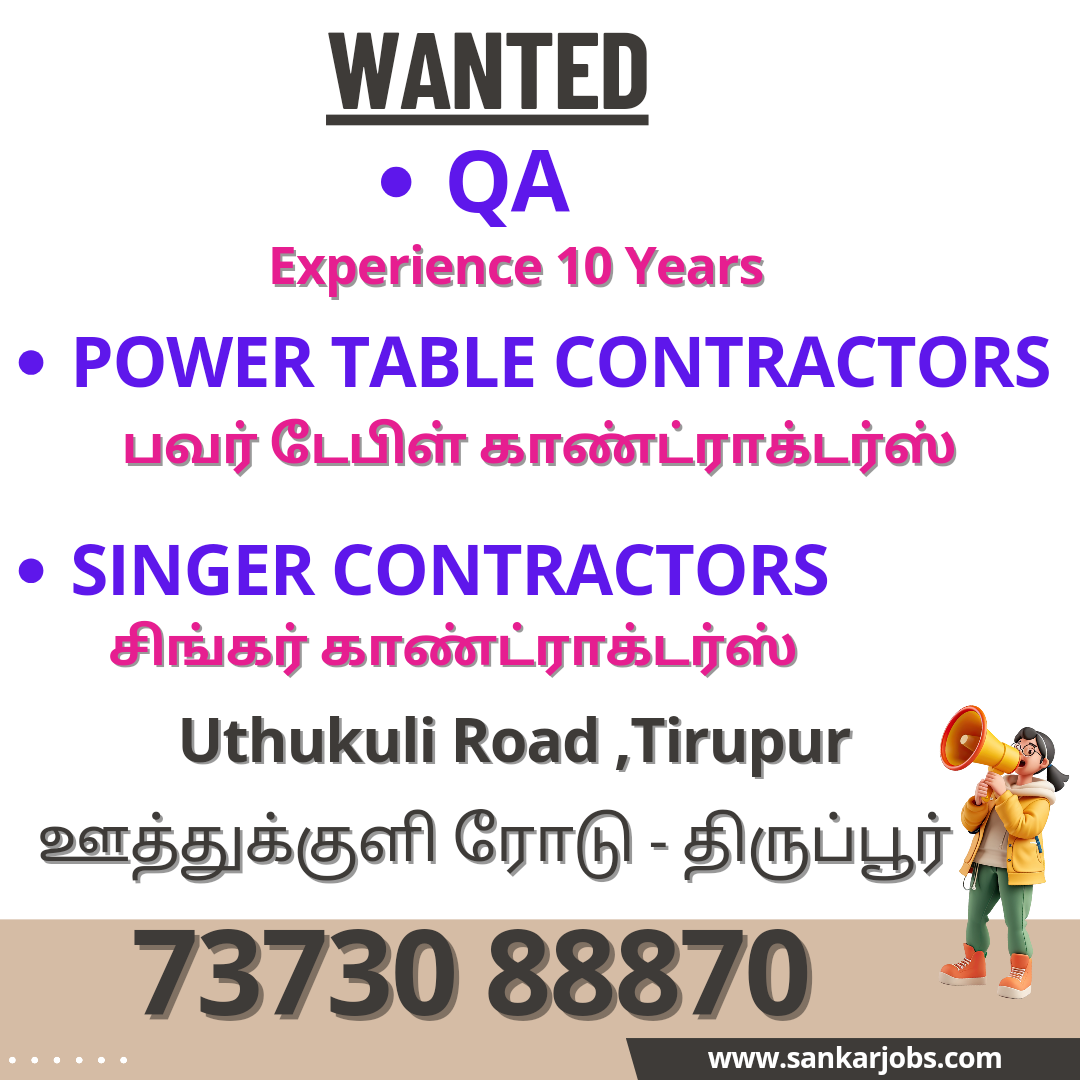 WANTED
• QA
Experience 10 Years
• POWER TABLE CONTRACTORS
பவர் டேபிள் காண்ட்ராக்டர்ஸ்
• SINGER CONTRACTORS
சிங்கர் காண்ட்ராக்டர்ஸ்
Uthukuli Road ,Tirupur
ஊத்துக்குளி ரோடு - திருப்பூர்
73730 88870
www.sankarjobs.com